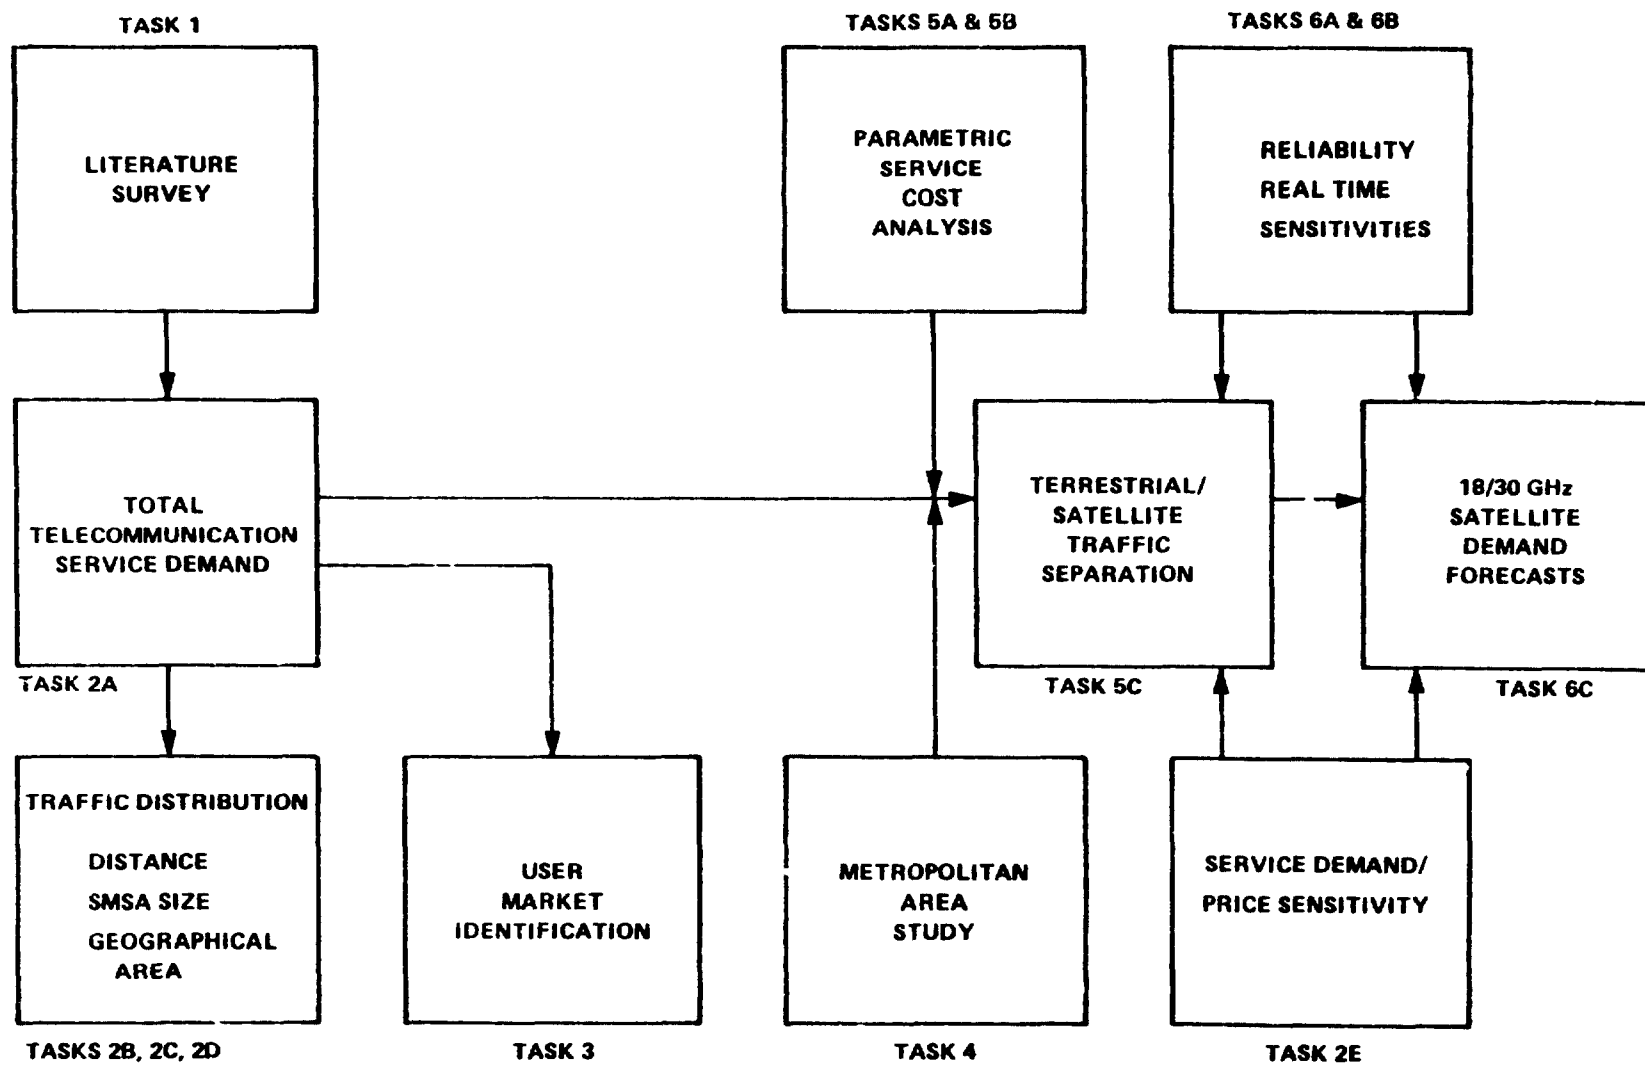 TASK 1
LITERATURE
SURVEY
TASKS 5A & 5B
PARAMETRIC
SERVICE
COST
ANALYSIS
TASKS 6A & 6B
RELIABILITY
REAL TIME
SENSITIVITIES
TOTAL
TELECOMMUNICATION
SERVICE DEMAND
TASK 2A
TERRESTRIAL/
SATELLITE
TRAFFIC
SEPARATION
TASK 5C
18/30 GHz
SATELLITE
DEMAND
FORECASTS
TASK 6C
TRAFFIC DISTRIBUTION
DISTANCE
SMSA SIZE
GEOGRAPHICAL
AREA
TASKS 2B, 2C, 2D
USER
MARKET
IDENTIFICATION
TASK 3
METROPOLITAN
AREA
STUDY
TASK 4
SERVICE DEMAND/
PRICE SENSITIVITY
TASK 2E